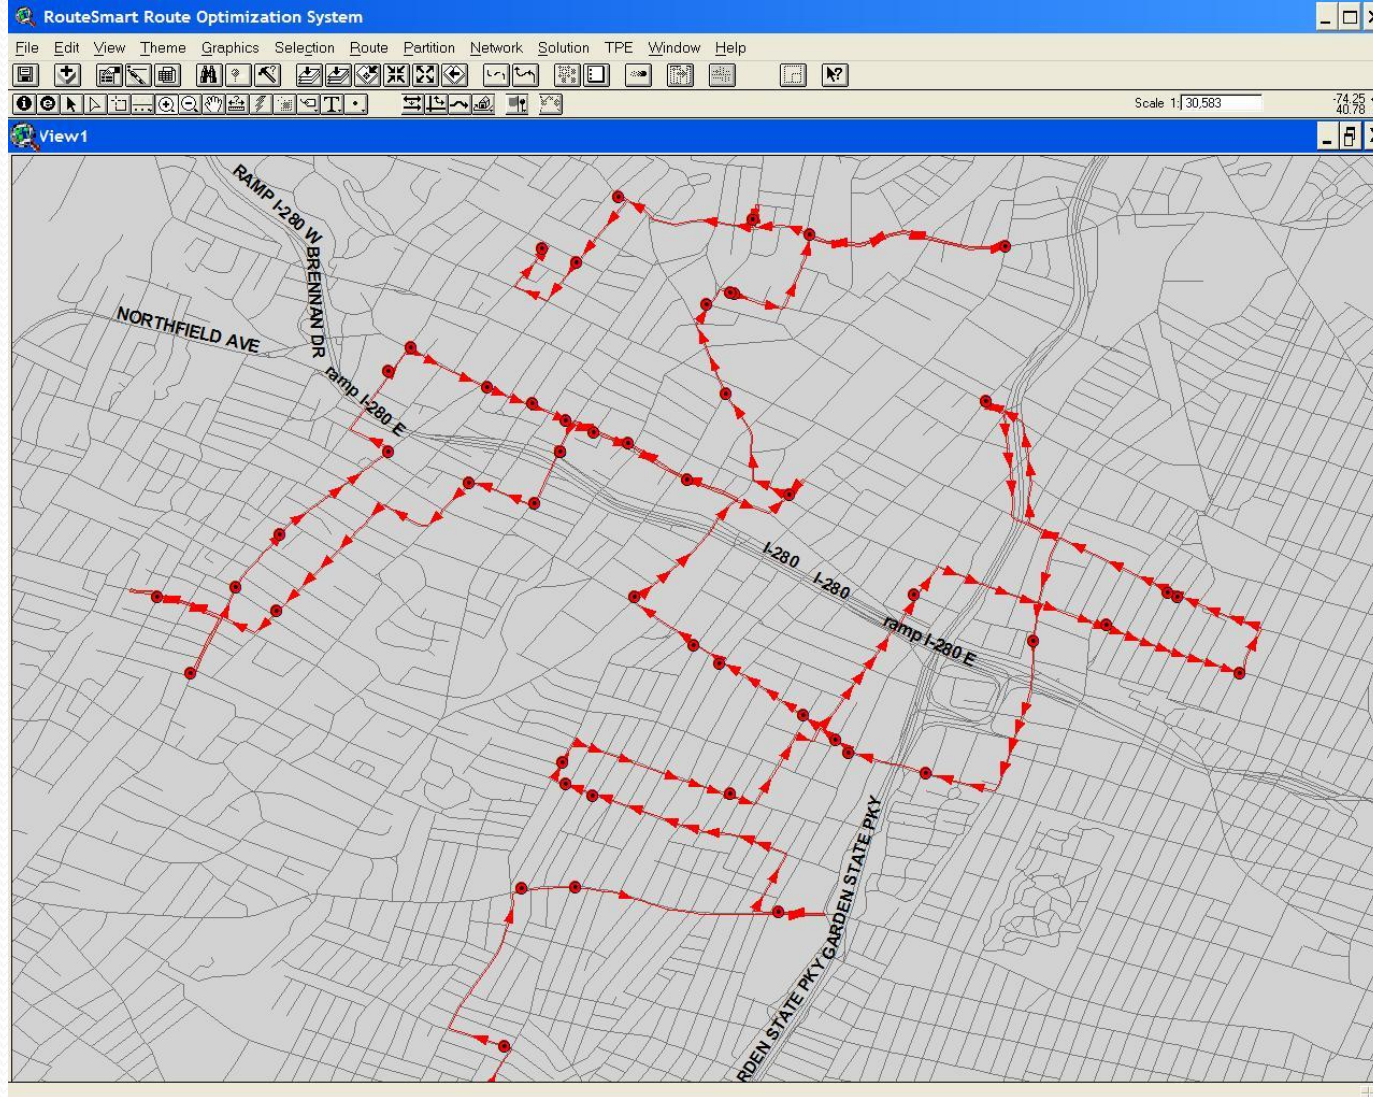 RouteSmart Route Optimization System
File Edit View Theme Graphics Selection Route Partition Network Solution TPE Window Help
Scale 1: 30,583
-74.25
40.78
View1
RAMP I-280 W
BRENNAN DR
NORTHFIELD AVE
ramp I-280 E
I-280 I-280
ramp I-280 E
GARDEN STATE PKY
RDEN STATE PKY